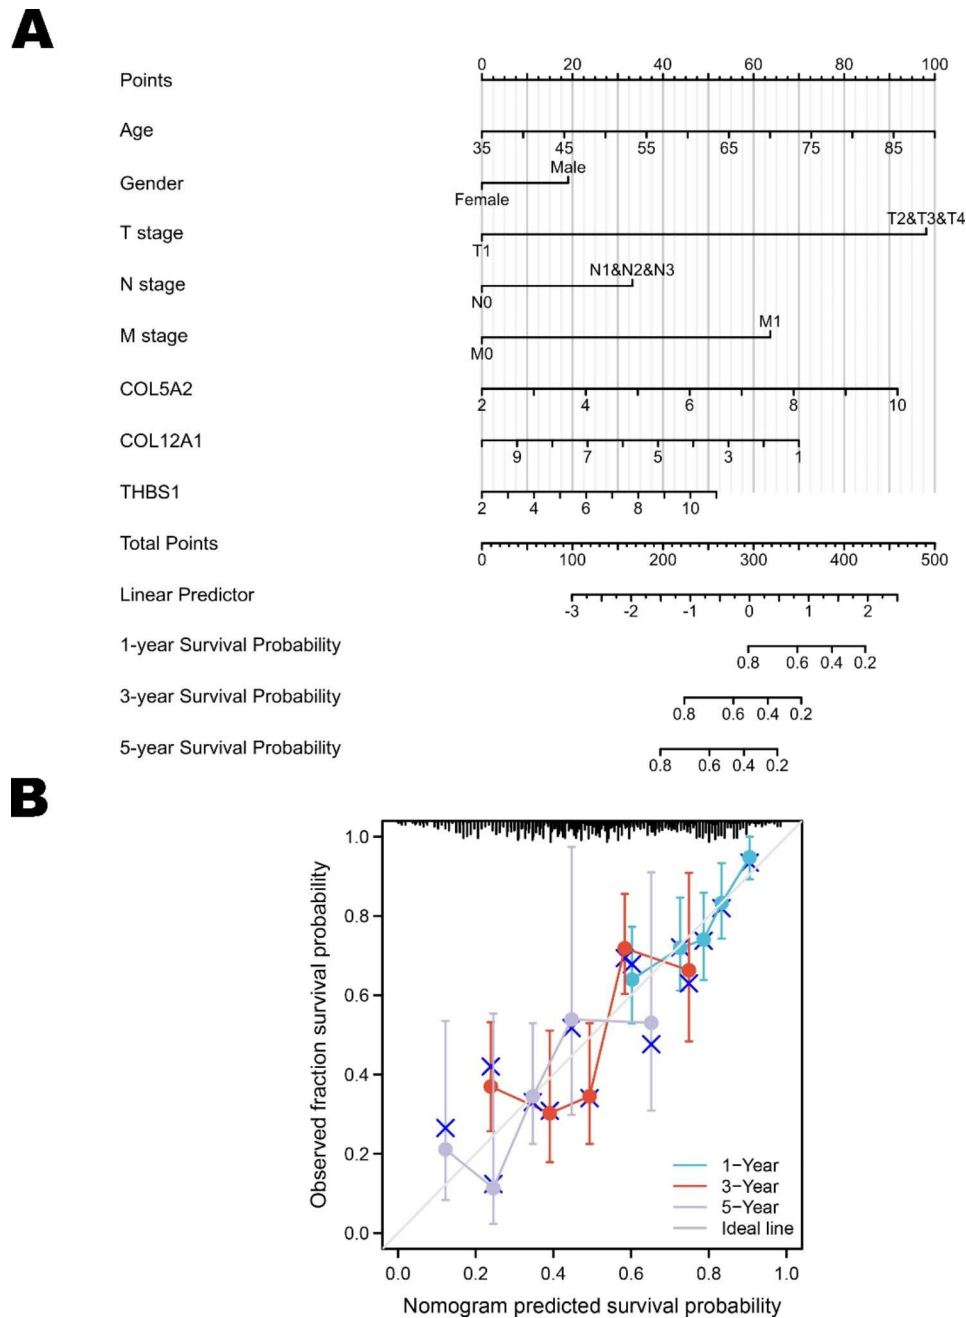 A
Points
0 20 40 60 80 100
Age
35 45 55 65 75 85
Gender
Male
Female
T stage
T2&T3&T4
T1
N stage
N1&N2&N3
N0
M stage
M1
M0
COL5A2
2 4 6 8 10
COL12A1
9 7 5 3 1
THBS1
2 4 6 8 10
Total Points
0 100 200 300 400 500
Linear Predictor
-3 -2 -1 0 1 2
1-year Survival Probability
0.8 0.6 0.4 0.2
3-year Survival Probability
0.8 0.6 0.4 0.2
5-year Survival Probability
0.8 0.6 0.4 0.2
B
Observed fraction survival probability
1.0
0.8
0.6
0.4
0.2
0.0
1-Year
3-Year
5-Year
Ideal line
0.0 0.2 0.4 0.6 0.8 1.0
Nomogram predicted survival probability